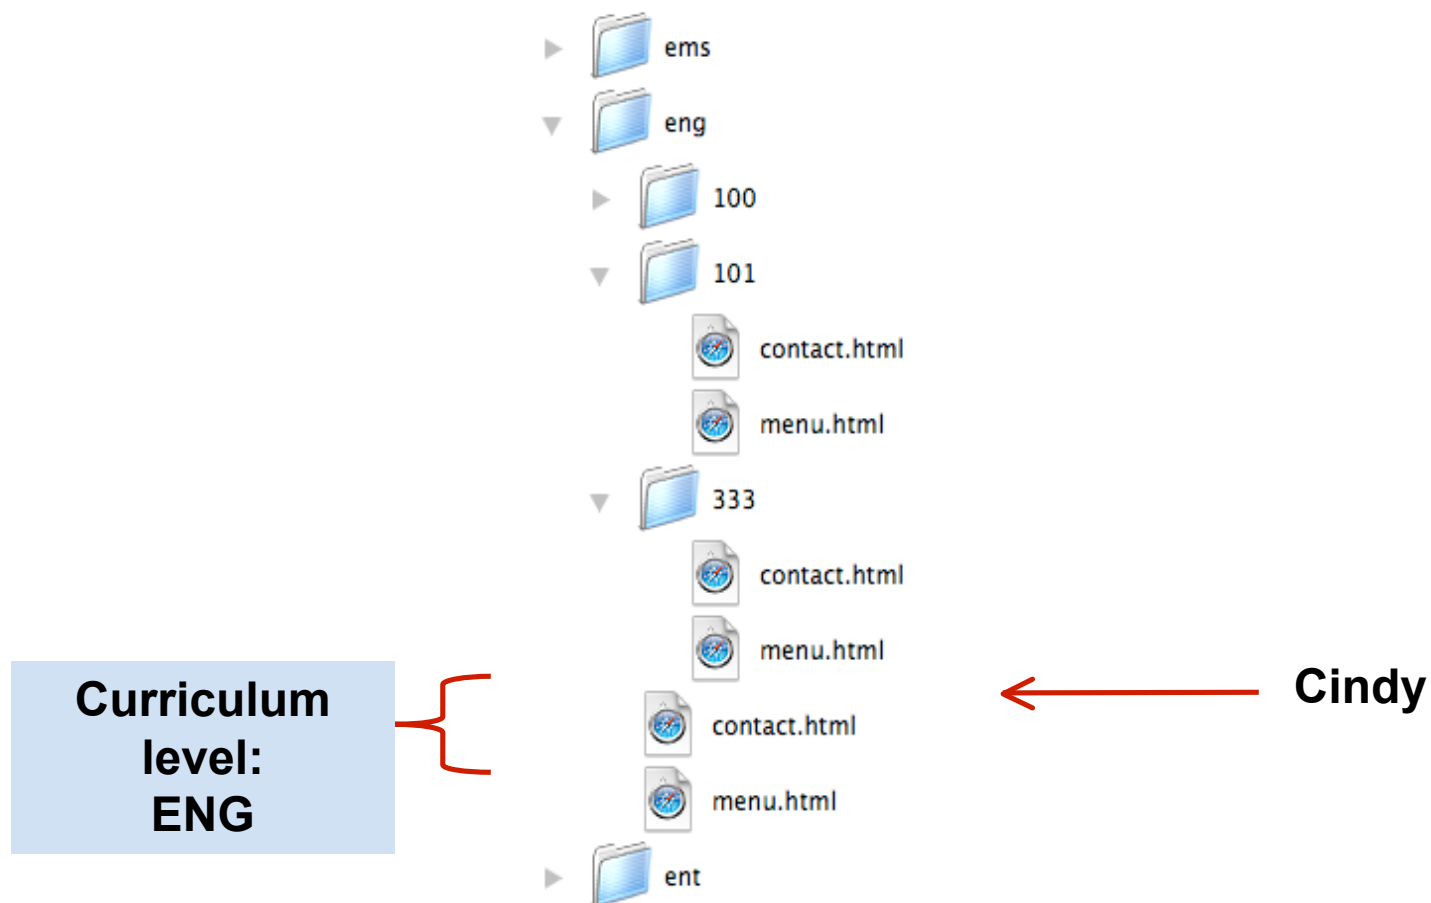 ems
eng
100
101
contact.html
menu.html
333
contact.html
menu.html
contact.html
menu.html
ent
Curriculum
level:
ENG
Cindy